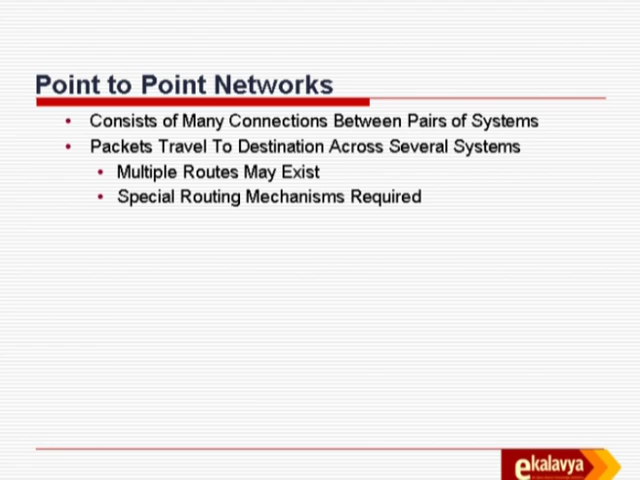 Point to Point Networks
• Consists of Many Connections Between Pairs of Systems
• Packets Travel To Destination Across Several Systems
• Multiple Routes May Exist
• Special Routing Mechanisms Required
ekalavya